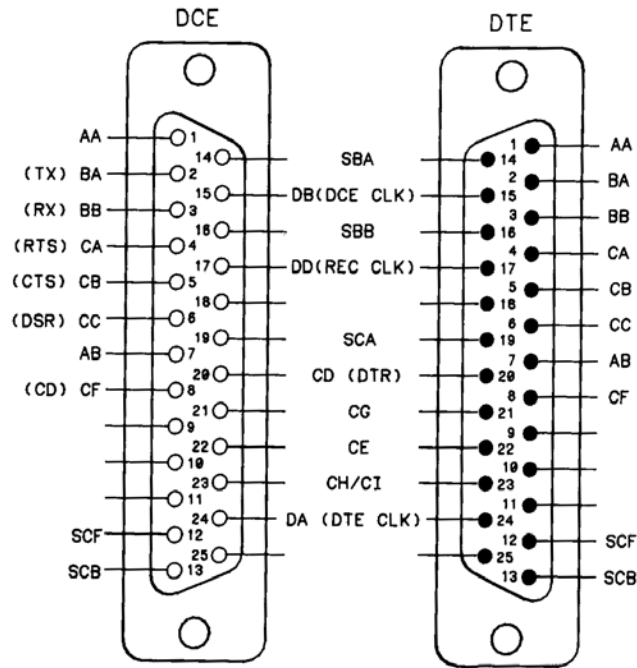 DCE DTE
AA 1 1 AA
14 SBA 14
(TX) BA 2 2 BA
15 DB(DCE CLK) 15
(RX) BB 3 3 BB
16 SBB 16
(RTS) CA 4 4 CA
17 DD(REC CLK) 17
(CTS) CB 5 5 CB
18 18
(DSR) CC 6 6 CC
19 SCA 19
AB 7 7 AB
20 CD (DTR) 20
(CD) CF 8 8 CF
21 CG 21
9 9
22 CE 22
10 10
23 CH/CI 23
11 11
24 DA (DTE CLK) 24
SCF 12 12 SCF
25 25
SCB 13 13 SCB